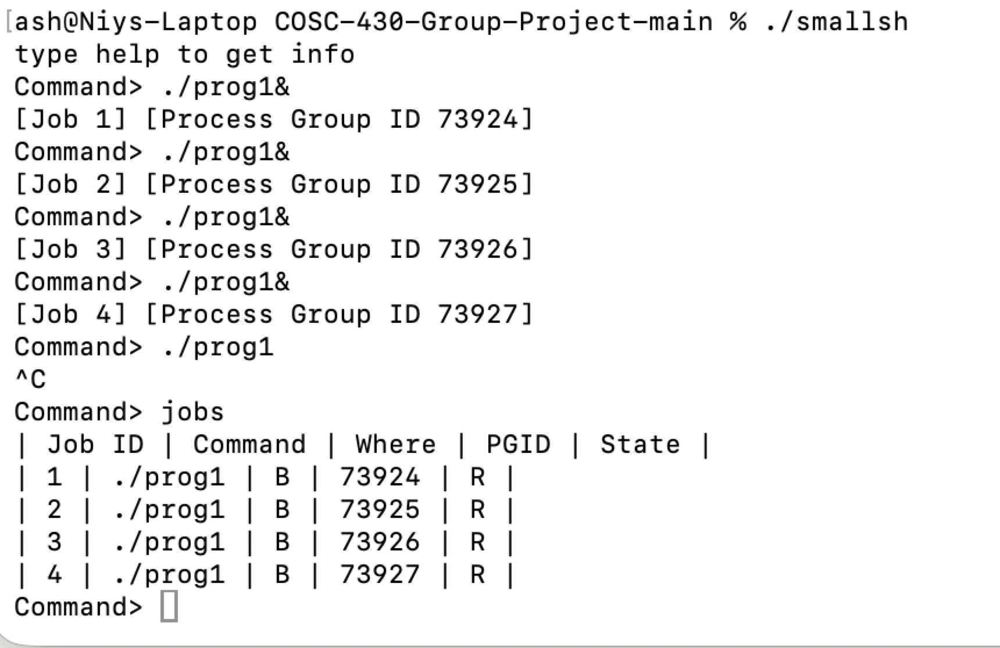 [ash@Niys-Laptop COSC-430-Group-Project-main % ./smallsh
type help to get info
Command> ./prog1&
[Job 1] [Process Group ID 73924]
Command> ./prog1&
[Job 2] [Process Group ID 73925]
Command> ./prog1&
[Job 3] [Process Group ID 73926]
Command> ./prog1&
[Job 4] [Process Group ID 73927]
Command> ./prog1
^C
Command> jobs
| Job ID | Command | Where | PGID | State |
| 1 | ./prog1 | B | 73924 | R |
| 2 | ./prog1 | B | 73925 | R |
| 3 | ./prog1 | B | 73926 | R |
| 4 | ./prog1 | B | 73927 | R |
Command>